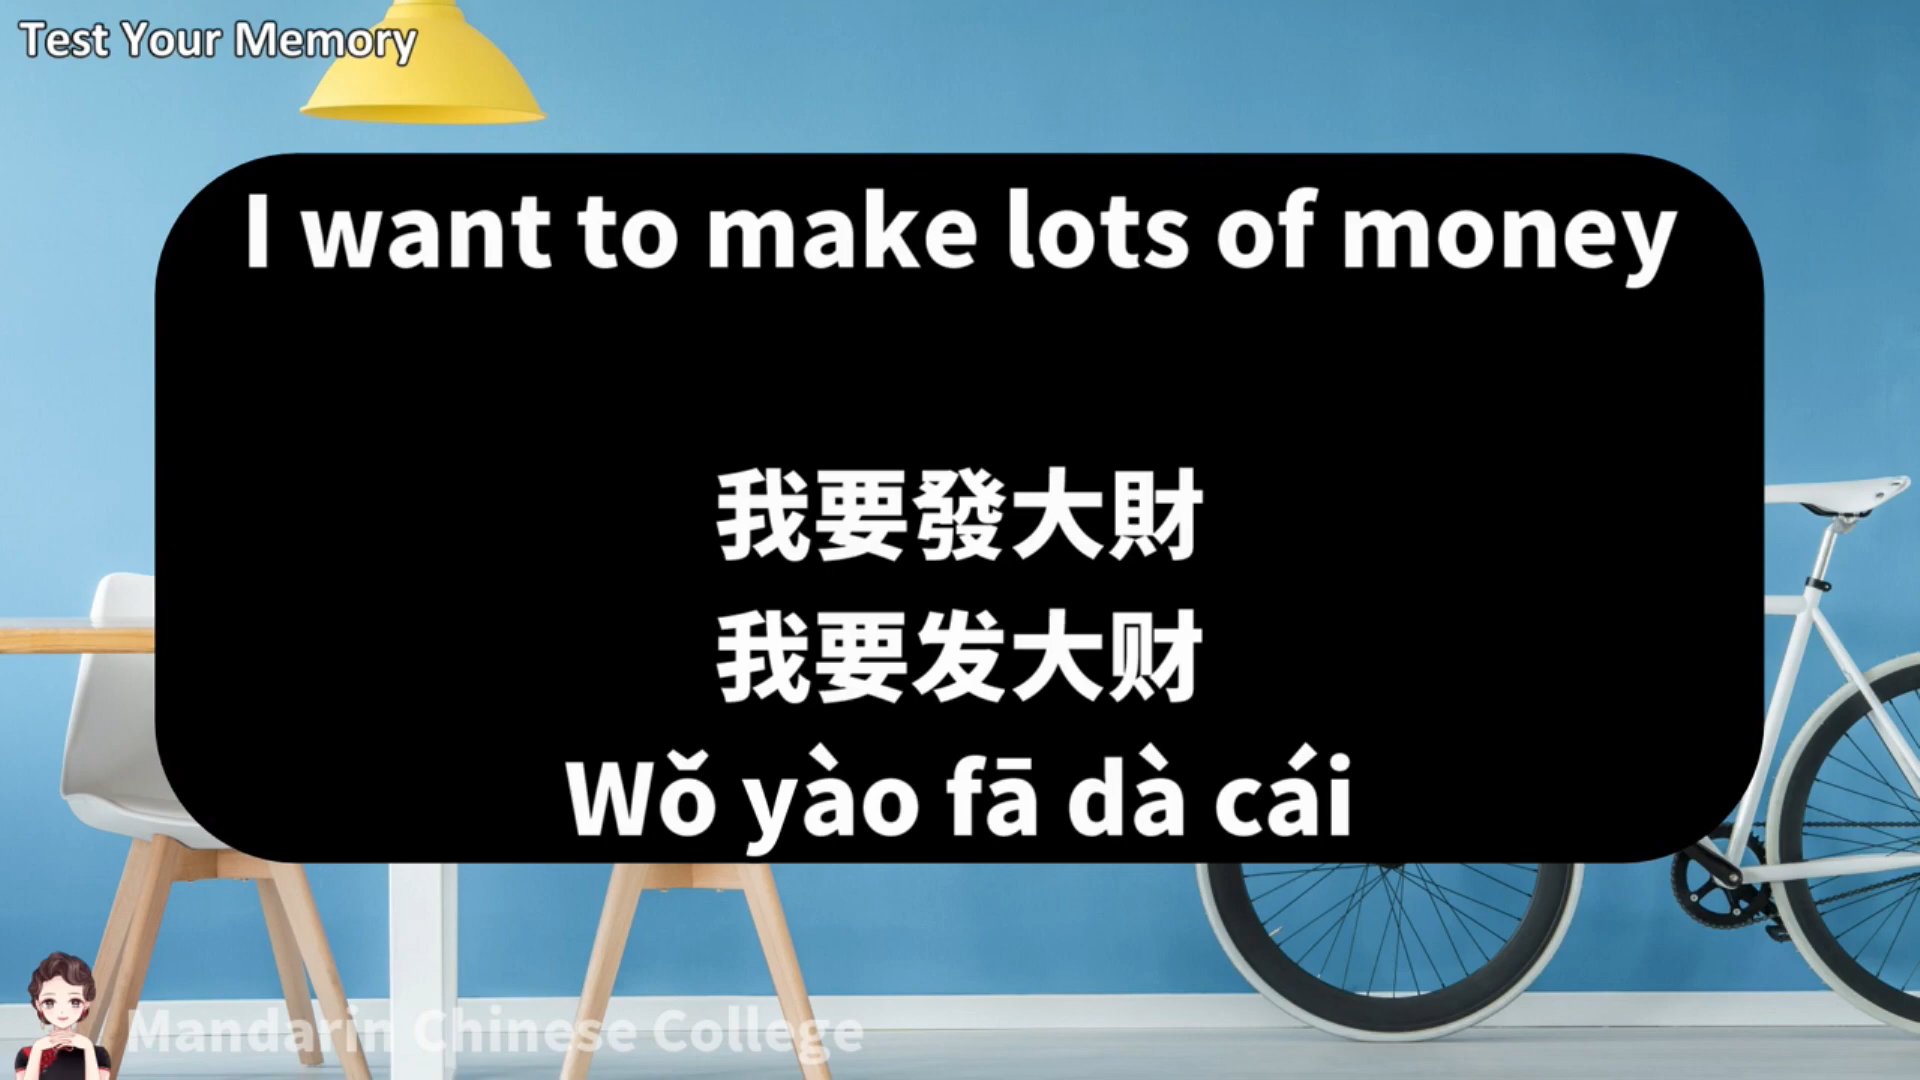 Test Your Memory
I want to make lots of money
我要發大財
我要发大财
Wǒ yào fā dà cái
Mandarin Chinese College